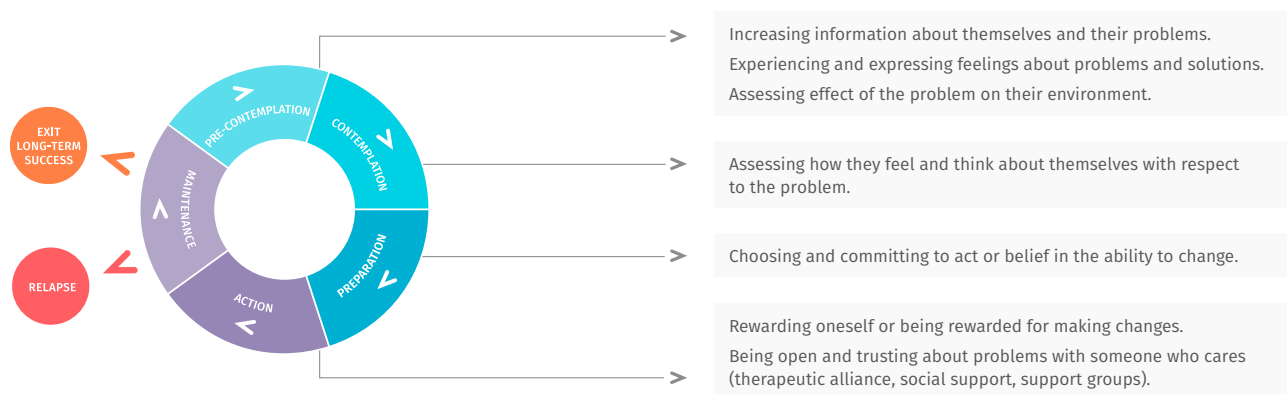 PRE-CONTEMPLATION
CONTEMPLATION
PREPARATION
ACTION
MAINTENANCE
EXIT
LONG-TERM
SUCCESS
RELAPSE
Increasing information about themselves and their problems.
Experiencing and expressing feelings about problems and solutions.
Assessing effect of the problem on their environment.
Assessing how they feel and think about themselves with respect
to the problem.
Choosing and committing to act or belief in the ability to change.
Rewarding oneself or being rewarded for making changes.
Being open and trusting about problems with someone who cares
(therapeutic alliance, social support, support groups).